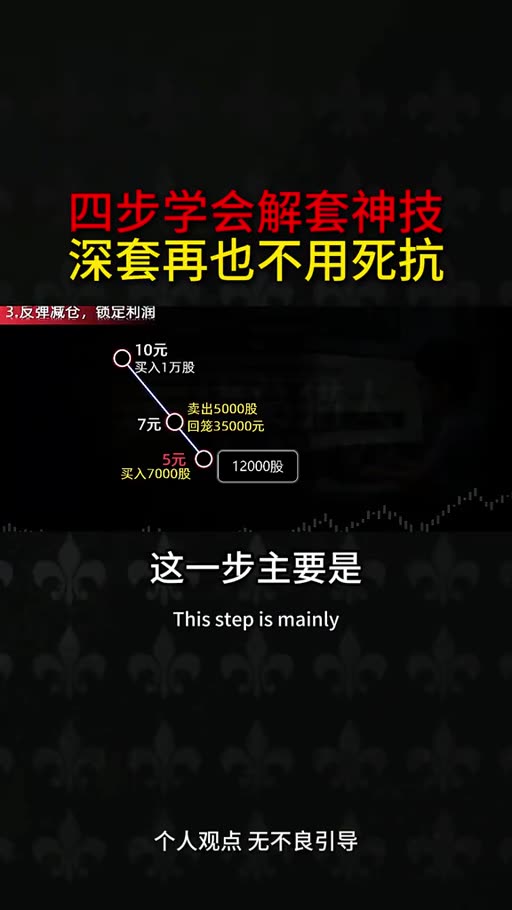 四步学会解套神技
深套再也不用死抗
3.反弹减仓，锁定利润
10元
买入1万股
7元
卖出5000股
回笼35000元
5元
买入7000股
12000股
这一步主要是
This step is mainly
个人观点 无不良引导